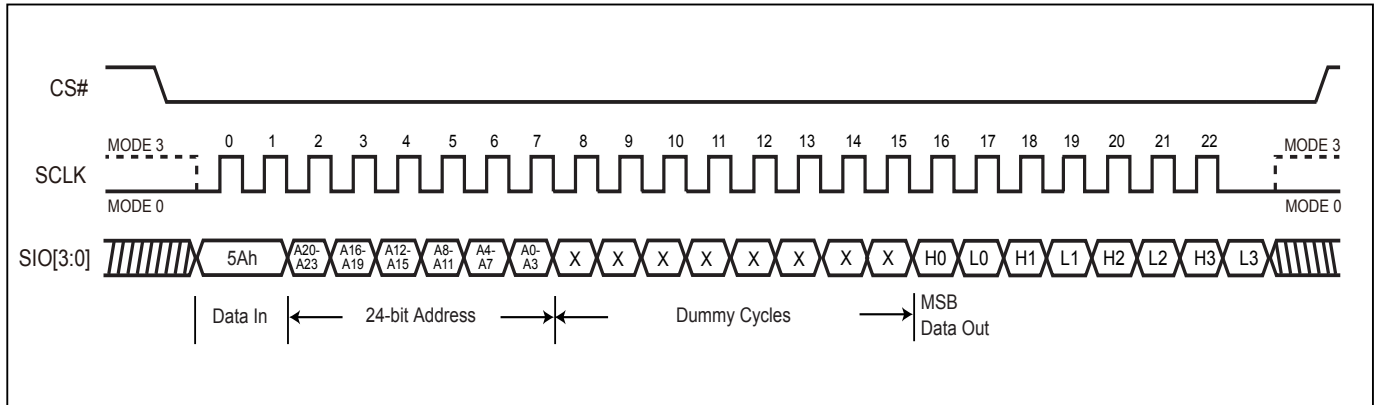 CS#
MODE 3
0 1 2 3 4 5 6 7 8 9 10 11 12 13 14 15 16 17 18 19 20 21 22
MODE 3
SCLK
MODE 0
MODE 0
SIO[3:0]
5Ah
A20-
A23
A16-
A19
A12-
A15
A8-
A11
A4-
A7
A0-
A3
X X X X X X X X
H0 L0 H1 L1 H2 L2 H3 L3
Data In
24-bit Address
Dummy Cycles
MSB
Data Out